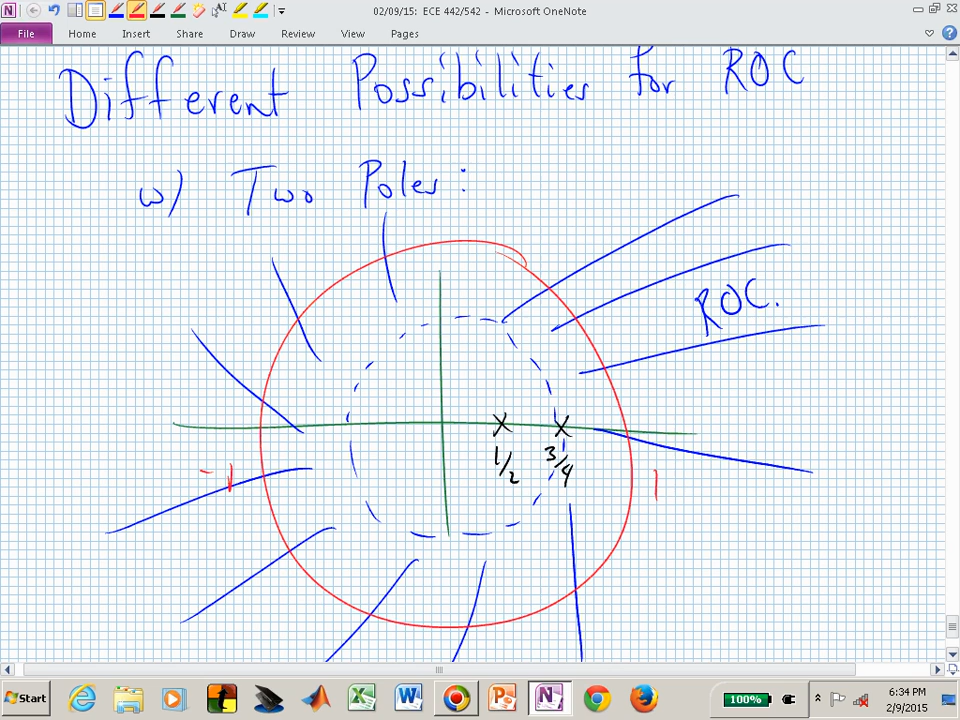 02/09/15: ECE 442/542 - Microsoft OneNote
File Home Insert Share Draw Review View Pages
Different Possibilities for ROC
w/ Two Poles:
ROC.
1/2 3/4
-1 1
Start 100% 6:34 PM
2/9/2015